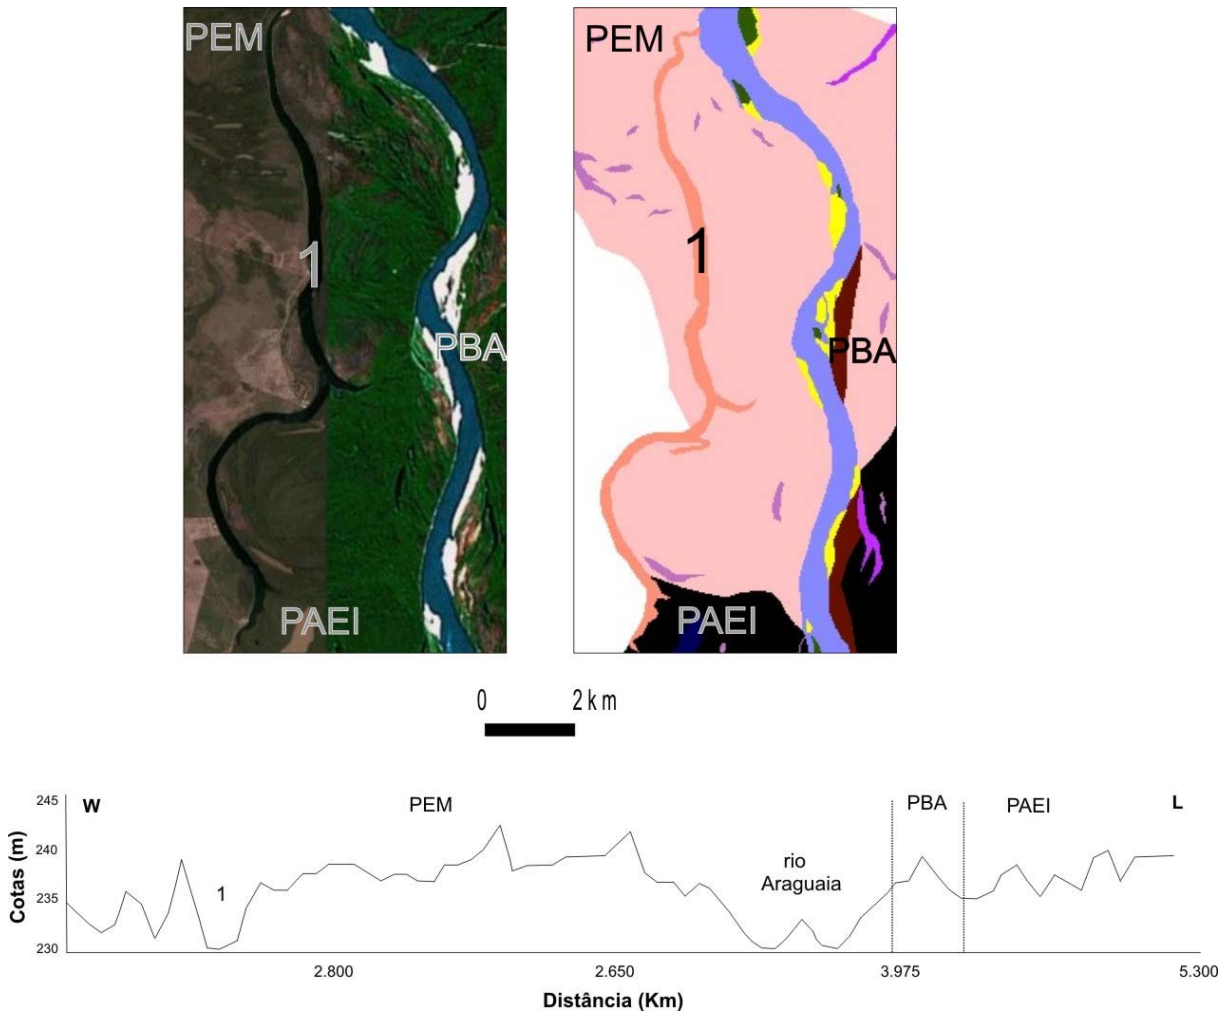 PEM
PEM
1
1
PBA
PBA
PAEI
PAEI
0 2 km
245
W
PEM
PBA
PAEI
L
240
235
230
Cotas (m)
1
rio
Araguaia
2.800
2.650
3.975
5.300
Distância (Km)